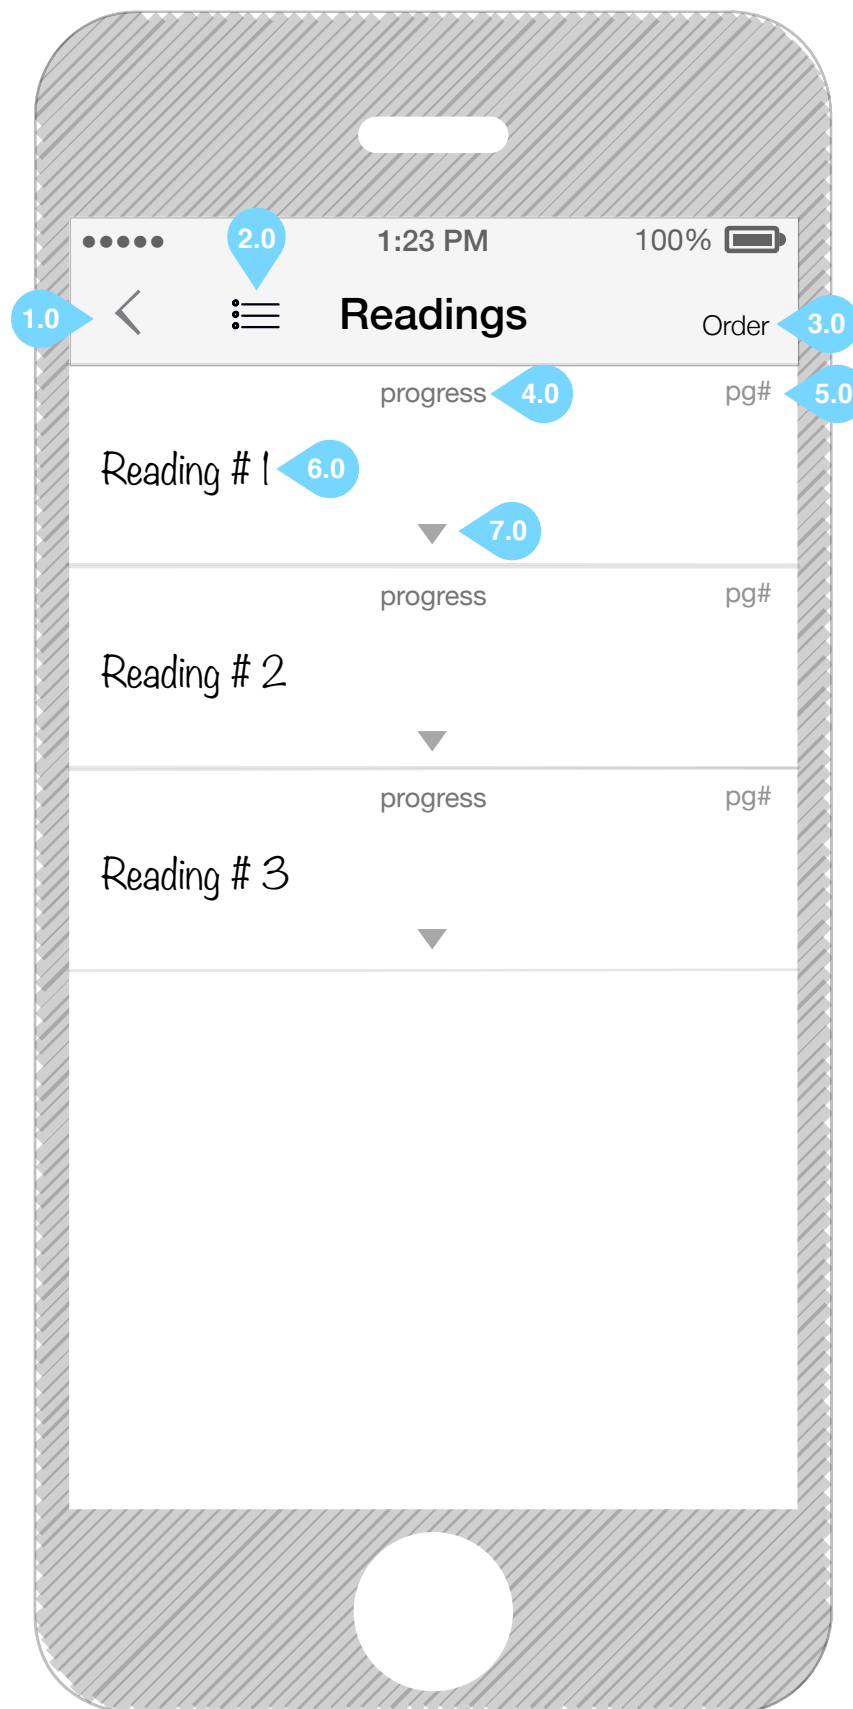 2.0
1:23 PM 100%
1.0 Readings Order 3.0
progress 4.0 pg# 5.0
Reading # 1 6.0
7.0
progress pg#
Reading # 2
progress pg#
Reading # 3